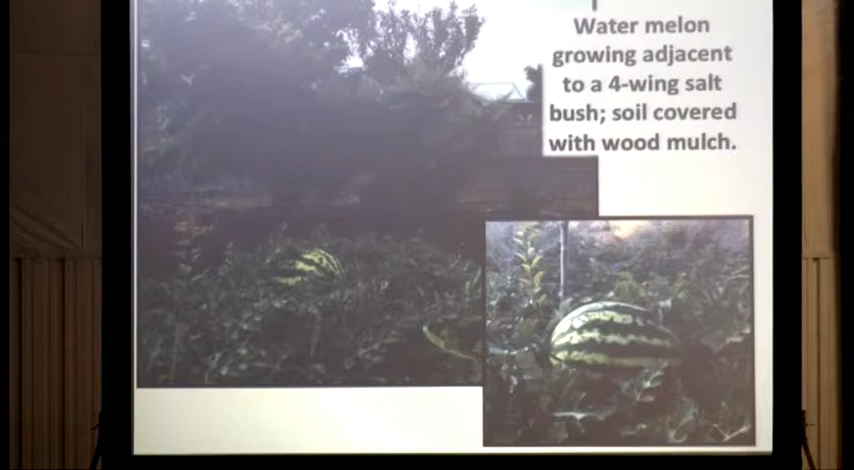 Water melon
growing adjacent
to a 4-wing salt
bush; soil covered
with wood mulch.